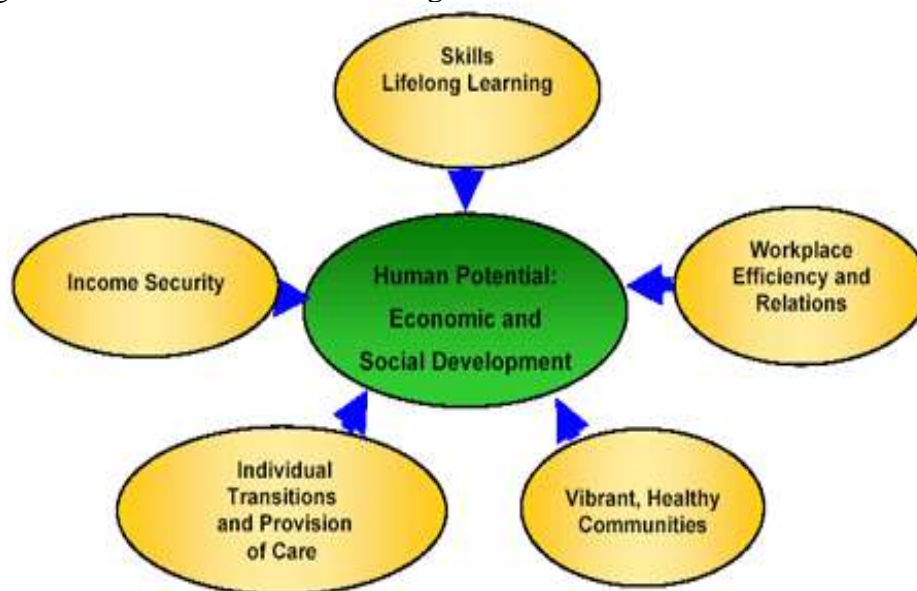 Skills
Lifelong Learning
Income Security
Human Potential:
Economic and
Social Development
Workplace
Efficiency and
Relations
Individual
Transitions
and Provision
of Care
Vibrant, Healthy
Communities